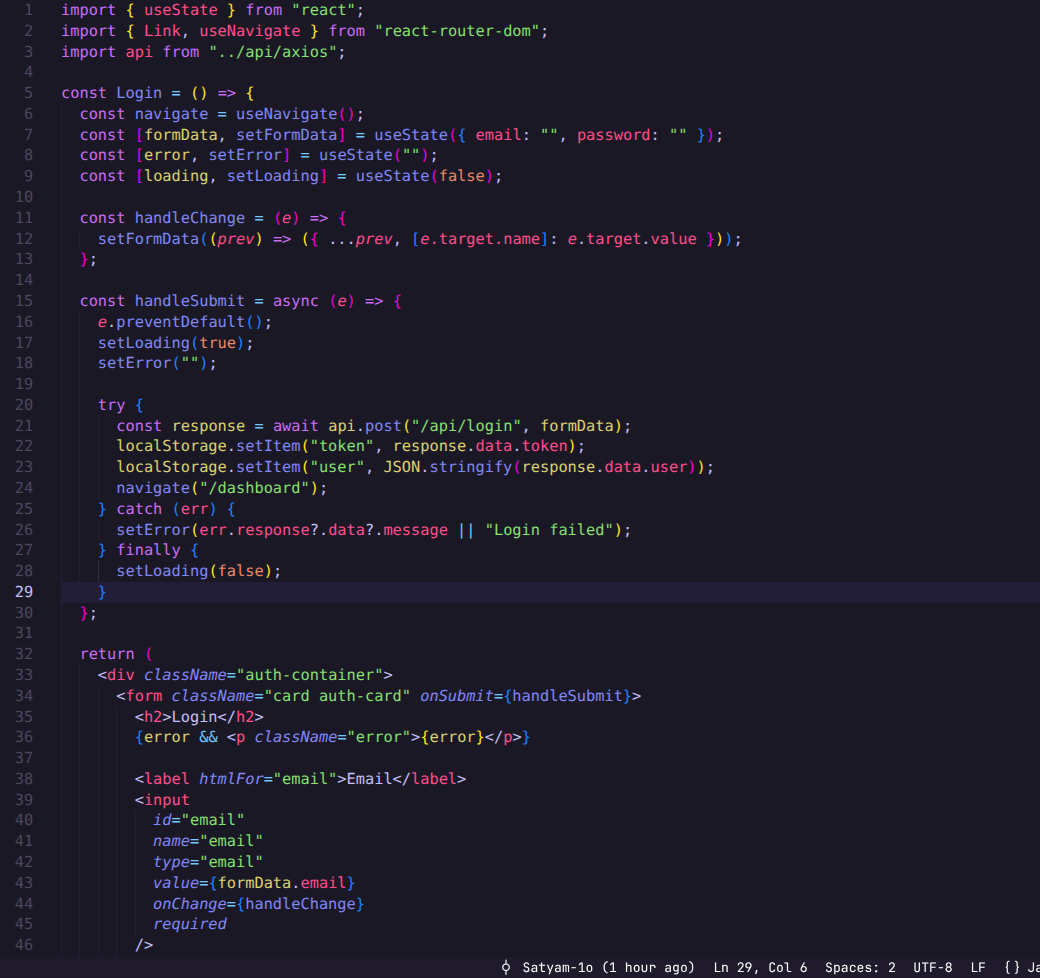 1 import { useState } from "react";
2 import { Link, useNavigate } from "react-router-dom";
3 import api from "../api/axios";
4
5 const Login = () => {
6   const navigate = useNavigate();
7   const [formData, setFormData] = useState({ email: "", password: "" });
8   const [error, setError] = useState("");
9   const [loading, setLoading] = useState(false);
10
11   const handleChange = (e) => {
12     setFormData((prev) => ({ ...prev, [e.target.name]: e.target.value }));
13   };
14
15   const handleSubmit = async (e) => {
16     e.preventDefault();
17     setLoading(true);
18     setError("");
19
20     try {
21       const response = await api.post("/api/login", formData);
22       localStorage.setItem("token", response.data.token);
23       localStorage.setItem("user", JSON.stringify(response.data.user));
24       navigate("/dashboard");
25     } catch (err) {
26       setError(err.response?.data?.message || "Login failed");
27     } finally {
28       setLoading(false);
29     }
30   };
31
32   return (
33     <div className="auth-container">
34       <form className="card auth-card" onSubmit={handleSubmit}>
35         <h2>Login</h2>
36         {error && <p className="error">{error}</p>}
37
38         <label htmlFor="email">Email</label>
39         <input
40           id="email"
41           name="email"
42           type="email"
43           value={formData.email}
44           onChange={handleChange}
45           required
46         />
Satyam-1o (1 hour ago) Ln 29, Col 6 Spaces: 2 UTF-8 LF {} Ja